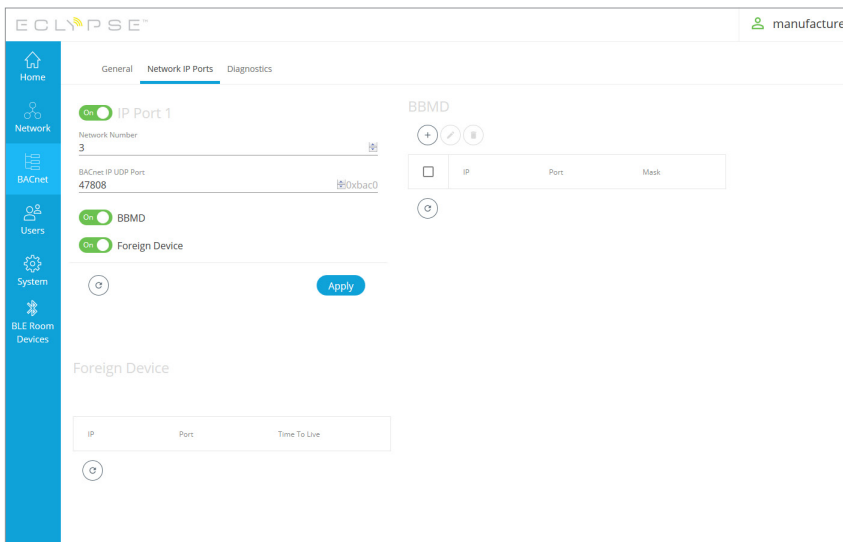 ECLYPSE™
manufacture
Home
Network
BACnet
Users
System
BLE Room
Devices
General Network IP Ports Diagnostics
On IP Port 1
Network Number
3
BACnet IP UDP Port
47808 0xbac0
On BBMD
On Foreign Device
Apply
BBMD
IP Port Mask
Foreign Device
IP Port Time To Live